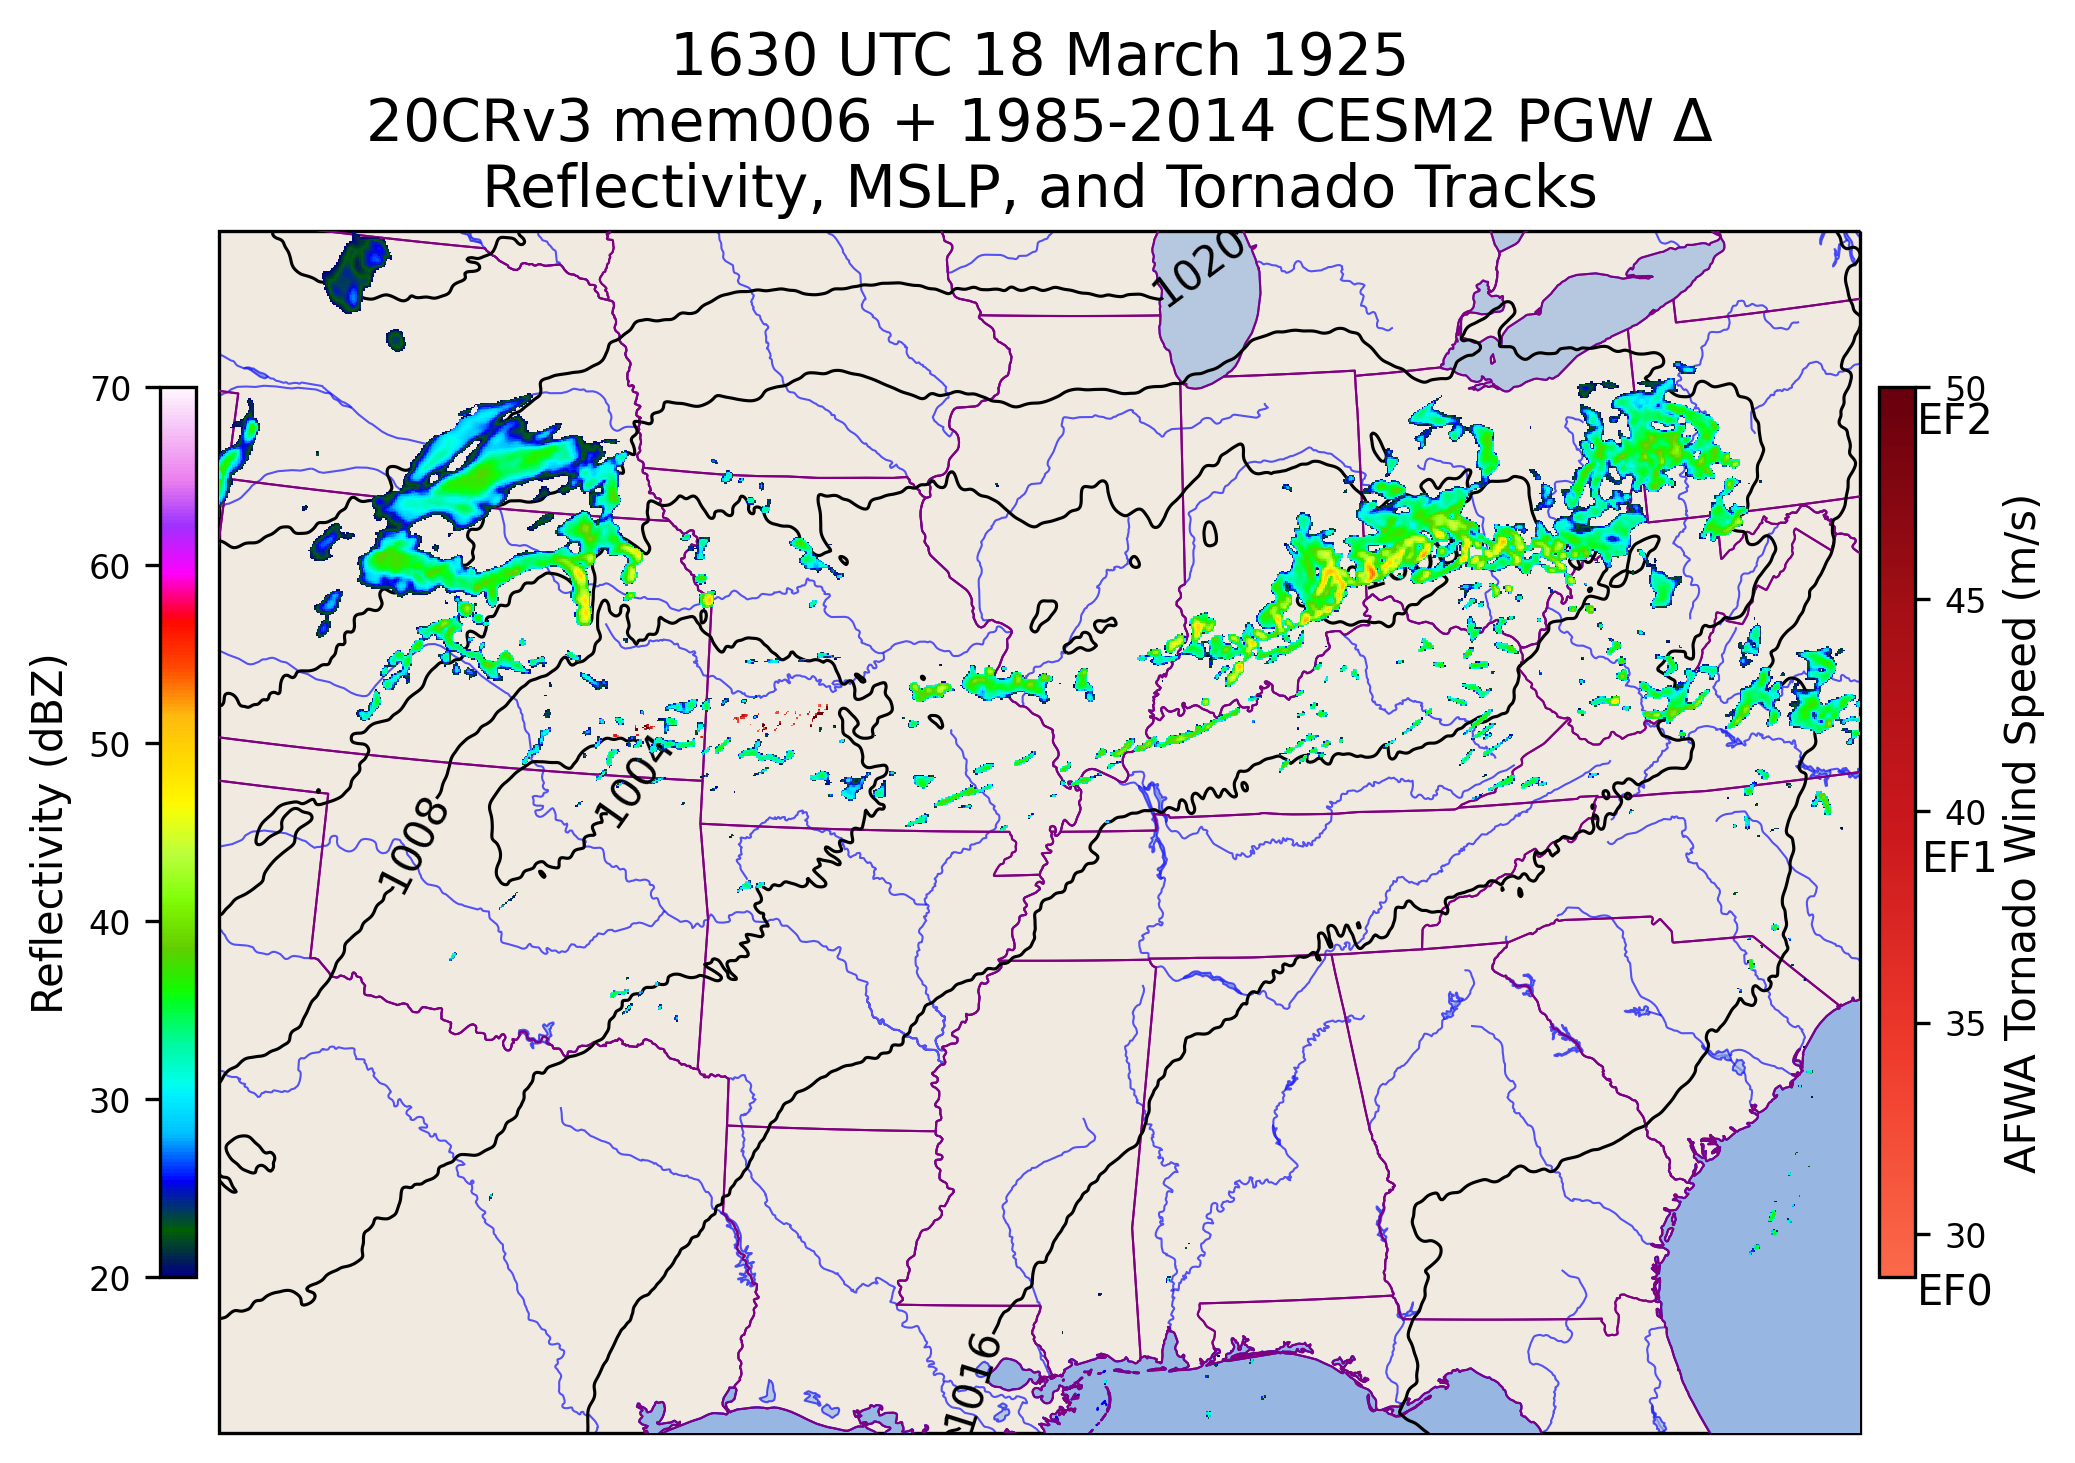 1630 UTC 18 March 1925
20CRv3 mem006 + 1985-2014 CESM2 PGW Δ
Reflectivity, MSLP, and Tornado Tracks
70
60
50
40
30
20
Reflectivity (dBZ)
1020
1004
1008
1016
50
EF2
45
40
EF1
35
30
EF0
AFWA Tornado Wind Speed (m/s)